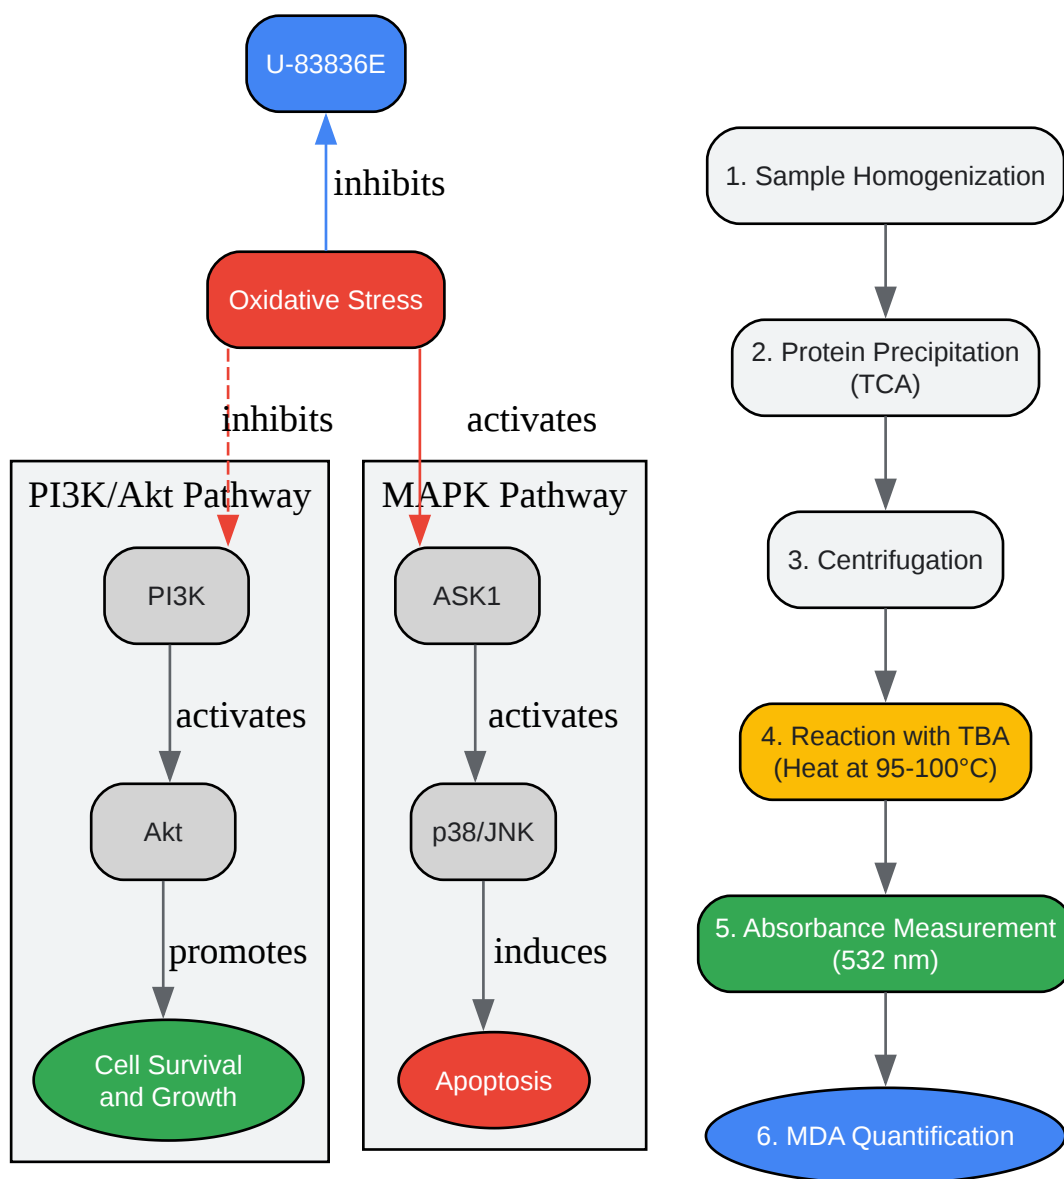 U-83836E
inhibits
Oxidative Stress
inhibits
activates
PI3K/Akt Pathway
PI3K
activates
Akt
promotes
Cell Survival
and Growth
MAPK Pathway
ASK1
activates
p38/JNK
induces
Apoptosis
1. Sample Homogenization
2. Protein Precipitation
(TCA)
3. Centrifugation
4. Reaction with TBA
(Heat at 95-100°C)
5. Absorbance Measurement
(532 nm)
6. MDA Quantification